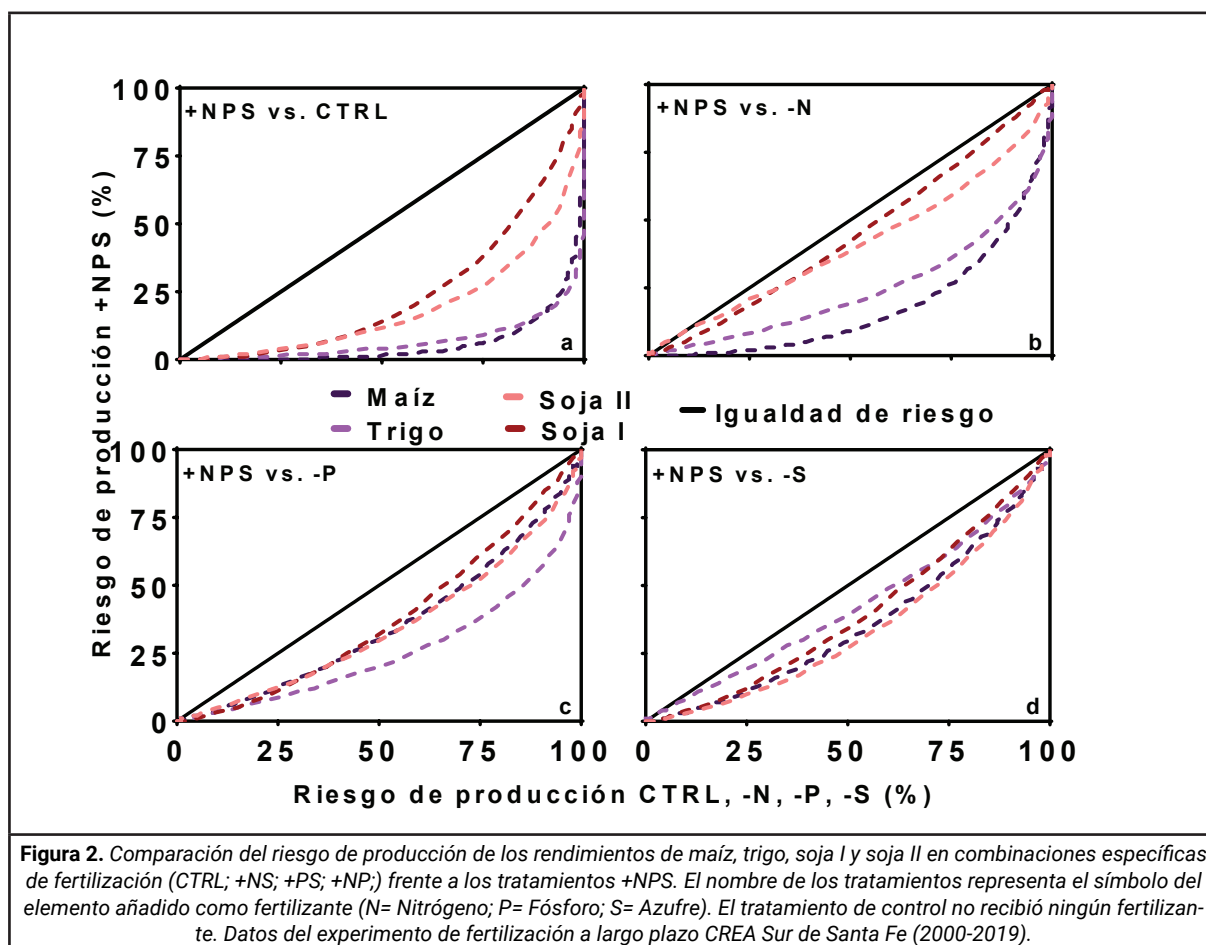 +NPS vs. CTRL
+NPS vs. -N
100
75
50
25
0
a
b
Riesgo de producción +NPS (%)
Maíz
Soja II
Igualdad de riesgo
Trigo
Soja I
+NPS vs. -P
+NPS vs. -S
100
75
50
25
0
c
d
0 25 50 75 100
0 25 50 75 100
Riesgo de producción CTRL, -N, -P, -S (%)
Figura 2. Comparación del riesgo de producción de los rendimientos de maíz, trigo, soja I y soja II en combinaciones específicas
de fertilización (CTRL; +NS; +PS; +NP;) frente a los tratamientos +NPS. El nombre de los tratamientos representa el símbolo del
elemento añadido como fertilizante (N= Nitrógeno; P= Fósforo; S= Azufre). El tratamiento de control no recibió ningún fertilizan-
te. Datos del experimento de fertilización a largo plazo CREA Sur de Santa Fe (2000-2019).